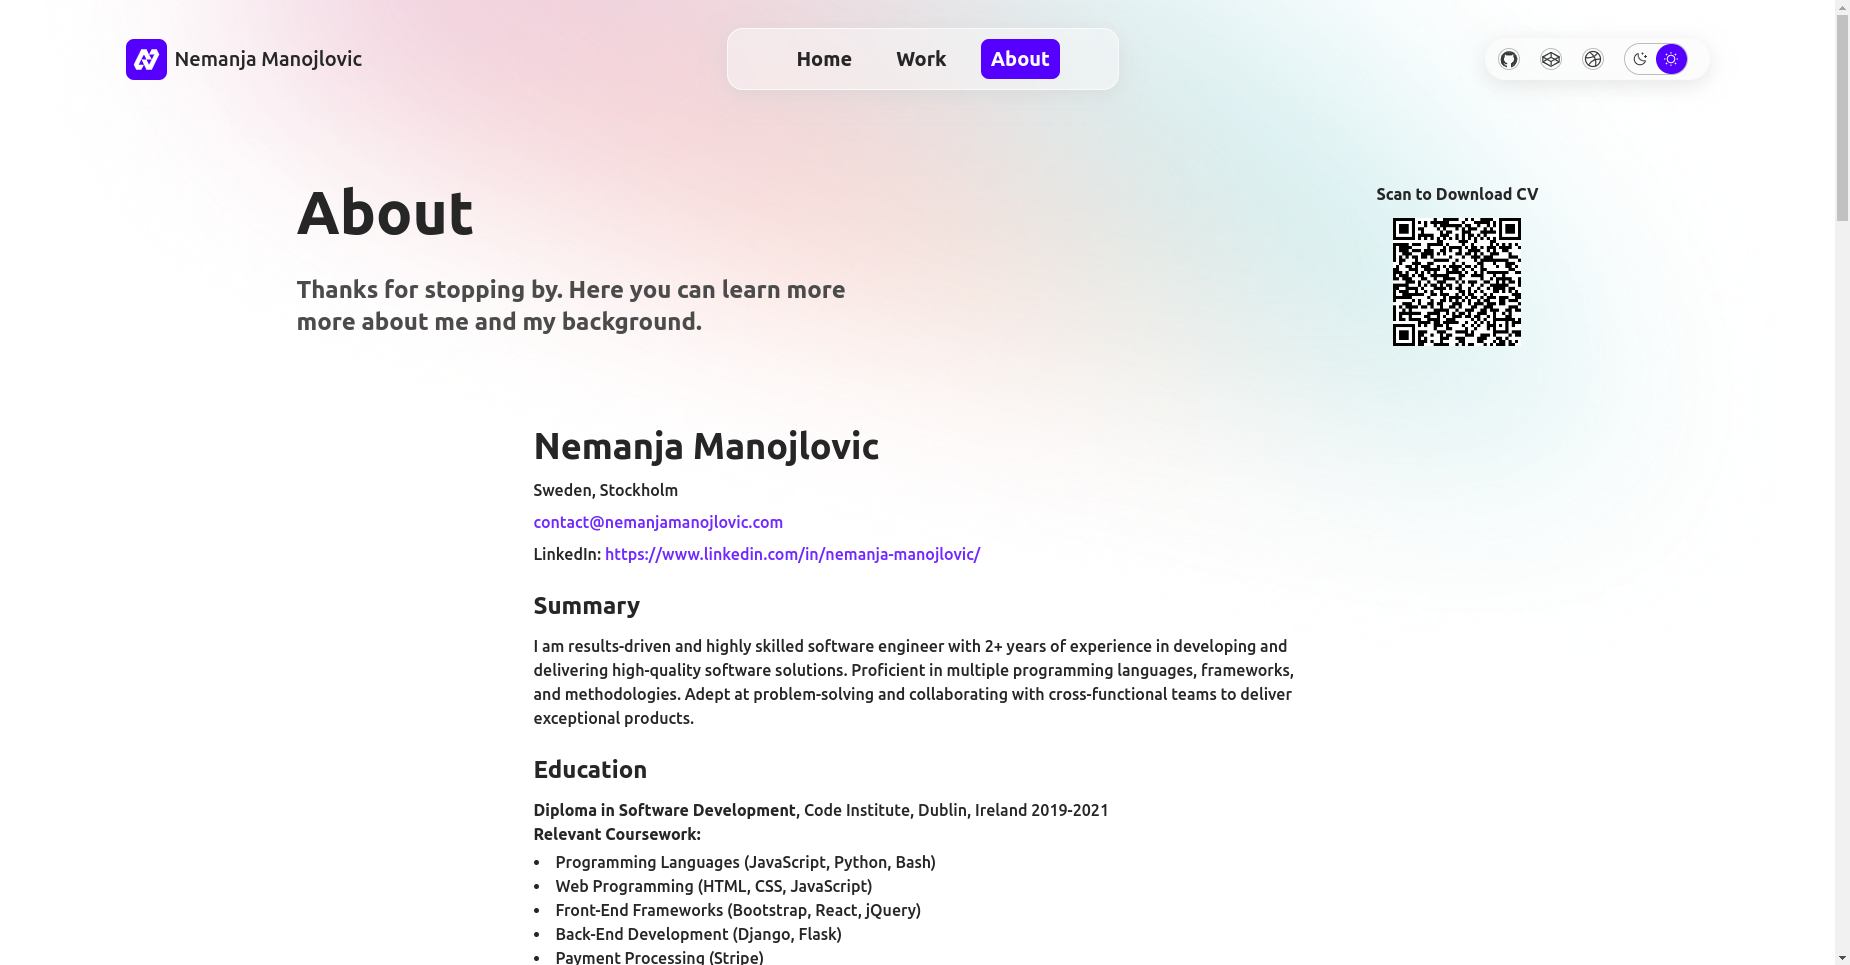 Nemanja Manojlovic
Home
Work
About
About
Scan to Download CV
Thanks for stopping by. Here you can learn more
more about me and my background.
Nemanja Manojlovic
Sweden, Stockholm
contact@nemanjamanojlovic.com
LinkedIn: https://www.linkedin.com/in/nemanja-manojlovic/
Summary
I am results-driven and highly skilled software engineer with 2+ years of experience in developing and
delivering high-quality software solutions. Proficient in multiple programming languages, frameworks,
and methodologies. Adept at problem-solving and collaborating with cross-functional teams to deliver
exceptional products.
Education
Diploma in Software Development, Code Institute, Dublin, Ireland 2019-2021
Relevant Coursework:
• Programming Languages (JavaScript, Python, Bash)
• Web Programming (HTML, CSS, JavaScript)
• Front-End Frameworks (Bootstrap, React, jQuery)
• Back-End Development (Django, Flask)
• Payment Processing (Stripe)